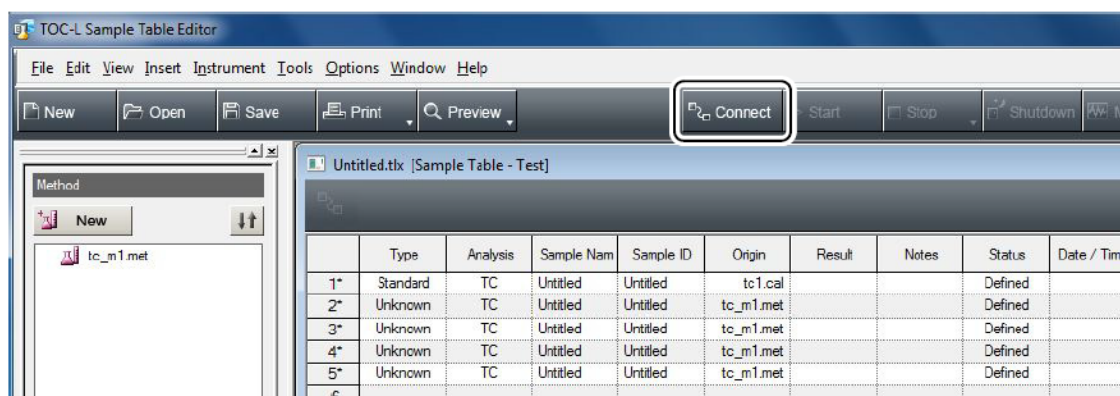 TOC-L Sample Table Editor
File Edit View Insert Instrument Tools Options Window Help
New Open Save Print Preview Connect Start Stop Shutdown
Untitled.tlx [Sample Table - Test]
Method
New
tc_m1.met
Type Analysis Sample Nam Sample ID Origin Result Notes Status Date / Tim
1* Standard TC Untitled Untitled tc1.cal Defined
2* Unknown TC Untitled Untitled tc_m1.met Defined
3* Unknown TC Untitled Untitled tc_m1.met Defined
4* Unknown TC Untitled Untitled tc_m1.met Defined
5* Unknown TC Untitled Untitled tc_m1.met Defined